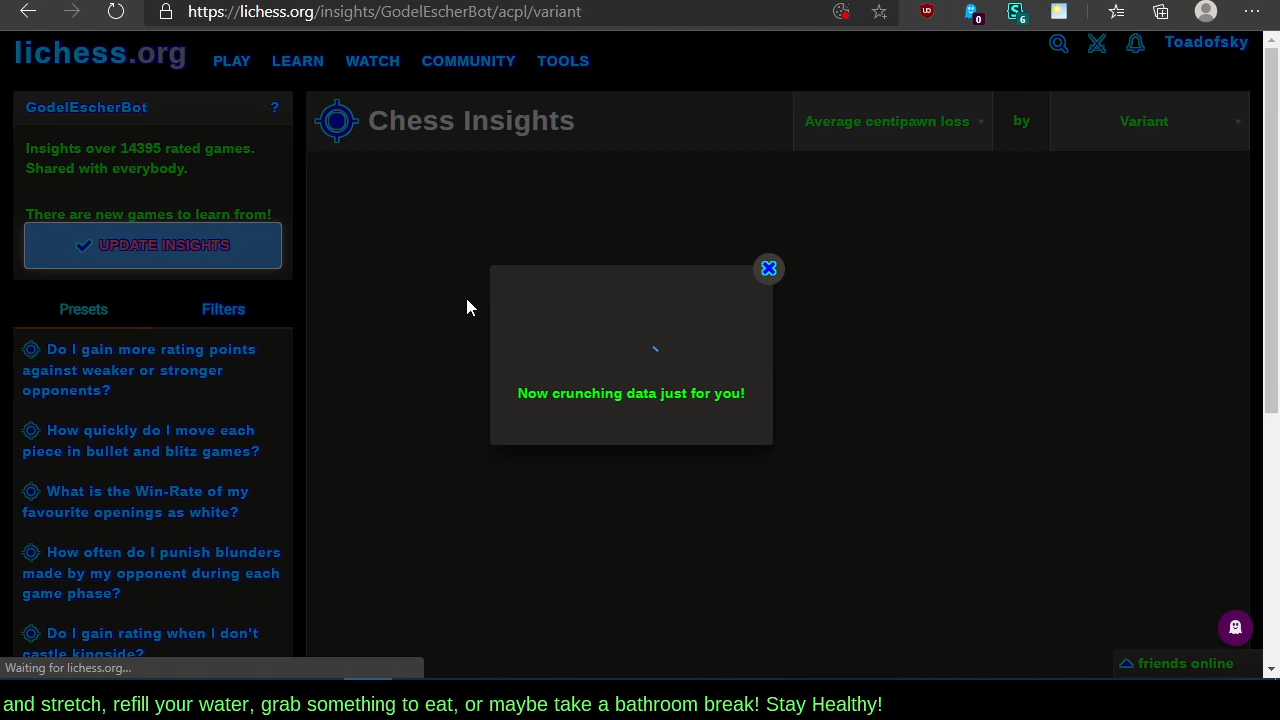 https://lichess.org/insights/GodelEscherBot/acpl/variant
0
6
lichess.org
PLAY LEARN WATCH COMMUNITY TOOLS
Toadofsky
GodelEscherBot ?
Insights over 14395 rated games.
Shared with everybody.
There are new games to learn from!
UPDATE INSIGHTS
Chess Insights
Average centipawn loss by Variant
Presets Filters
Do I gain more rating points
against weaker or stronger
opponents?
How quickly do I move each
piece in bullet and blitz games?
What is the Win-Rate of my
favourite openings as white?
How often do I punish blunders
made by my opponent during each
game phase?
Do I gain rating when I don't
castle kingside?
Now crunching data just for you!
Waiting for lichess.org...
friends online
and stretch, refill your water, grab something to eat, or maybe take a bathroom break! Stay Healthy!